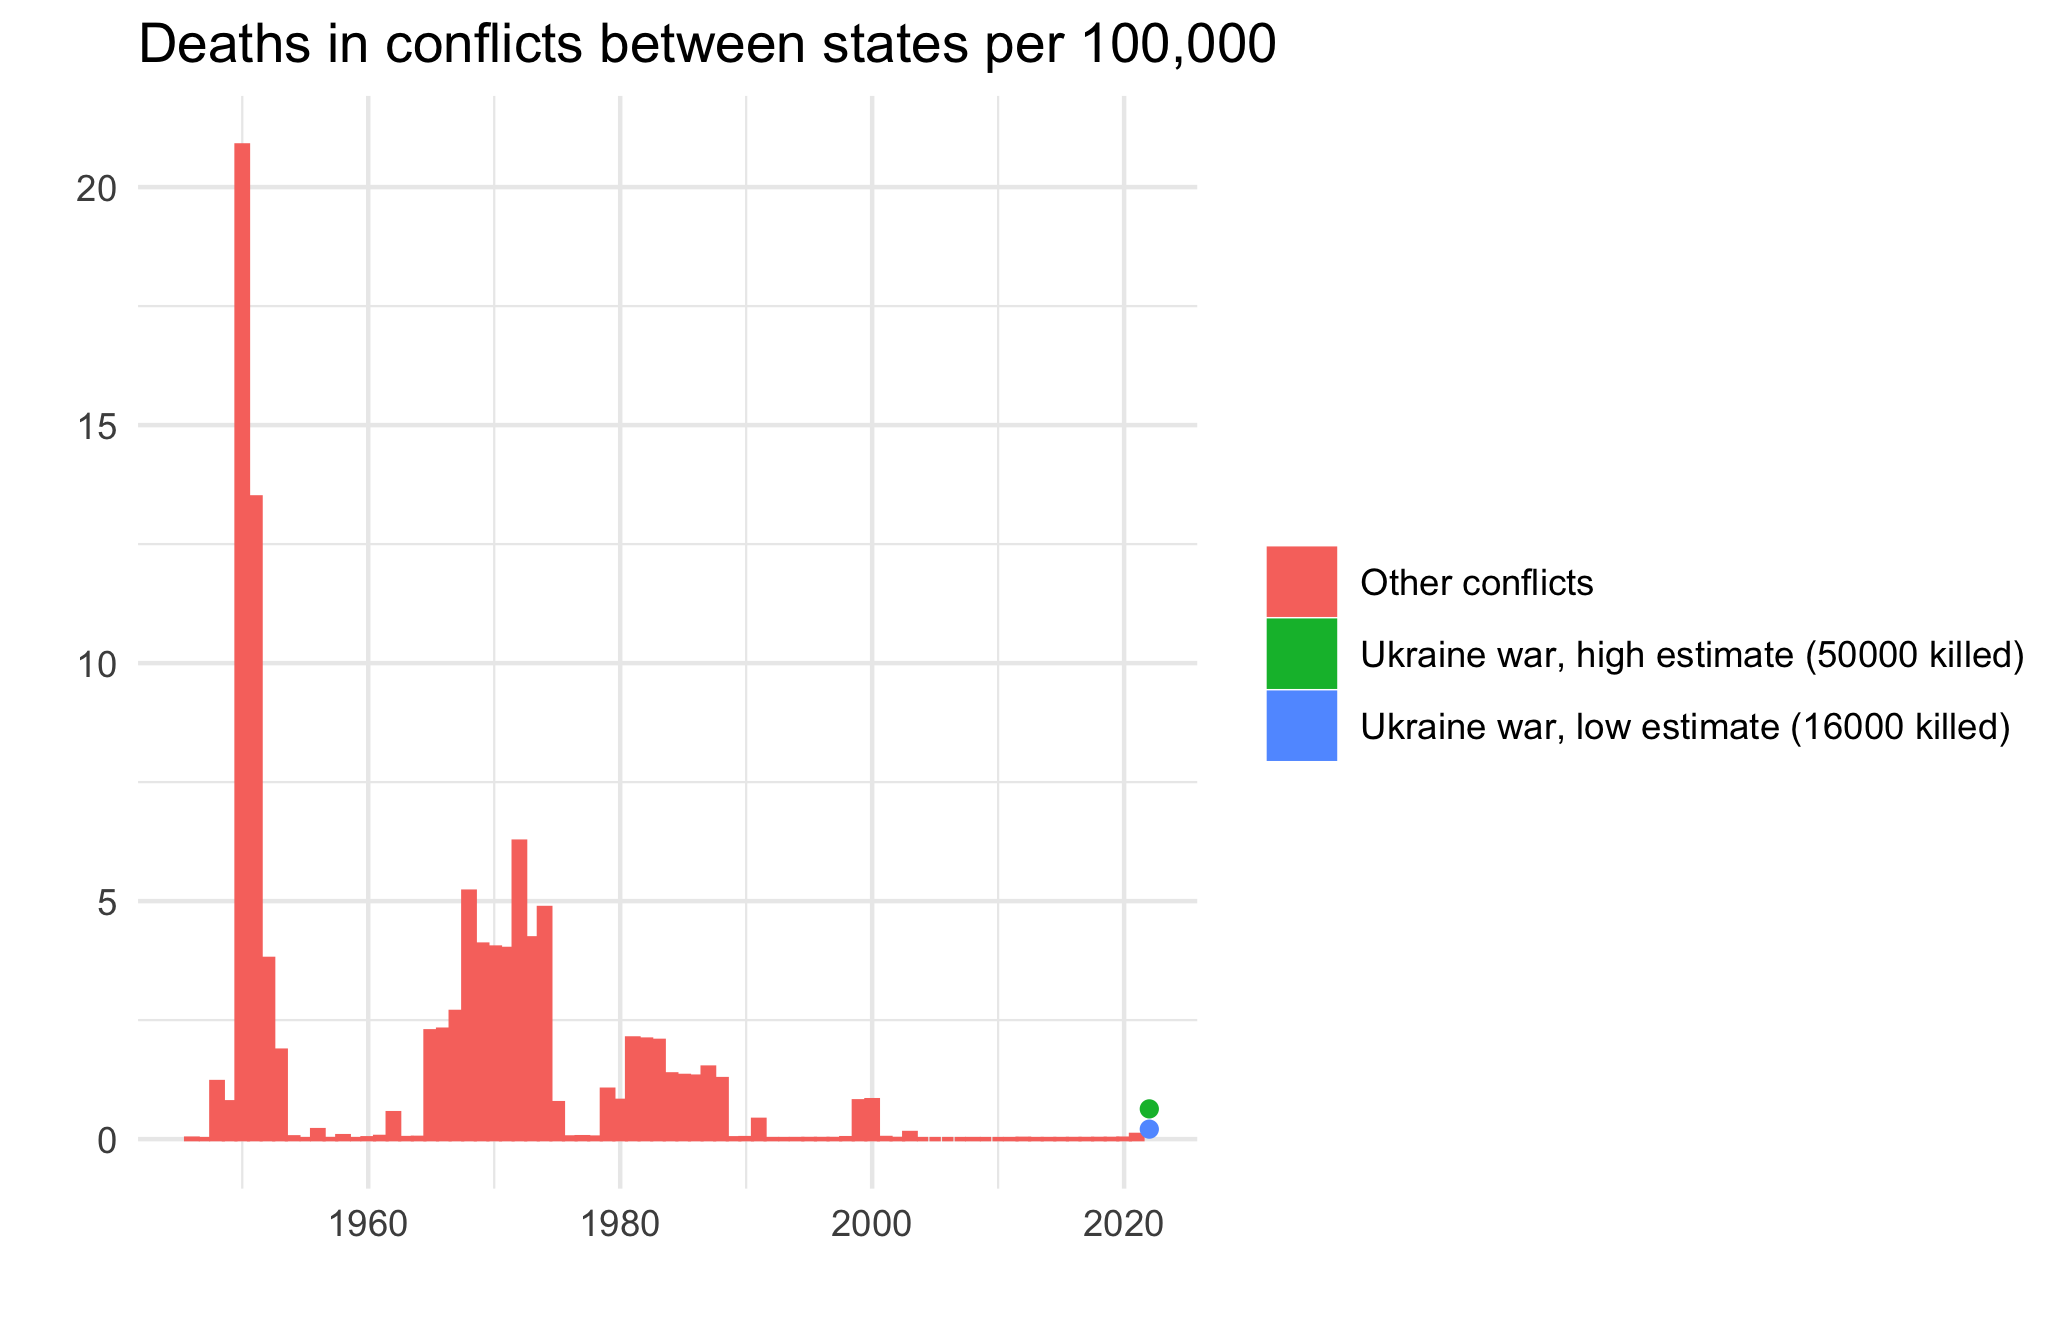 Deaths in conflicts between states per 100,000
20
15
10
5
0
1960
1980
2000
2020
Other conflicts
Ukraine war, high estimate (50000 killed)
Ukraine war, low estimate (16000 killed)